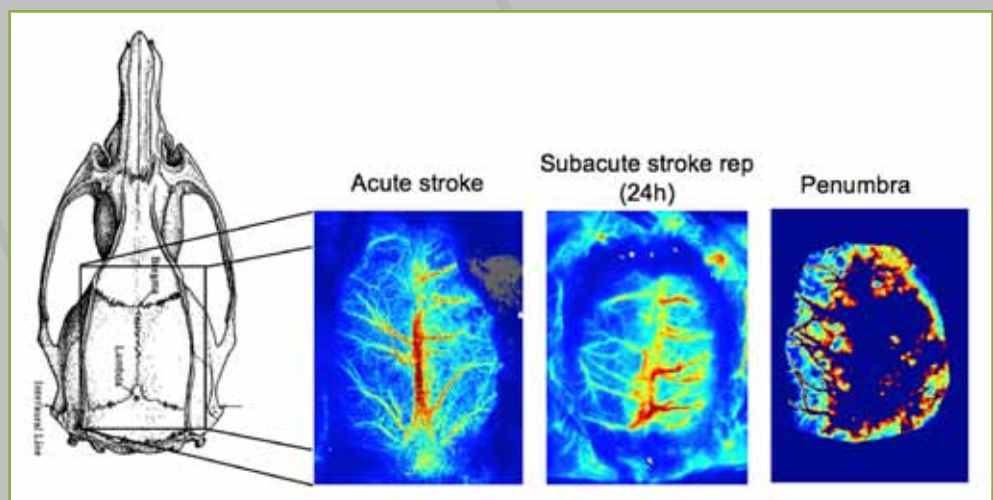 Acute stroke
Subacute stroke rep
(24h)
Penumbra
Bregma
Lambda
Interaural Line